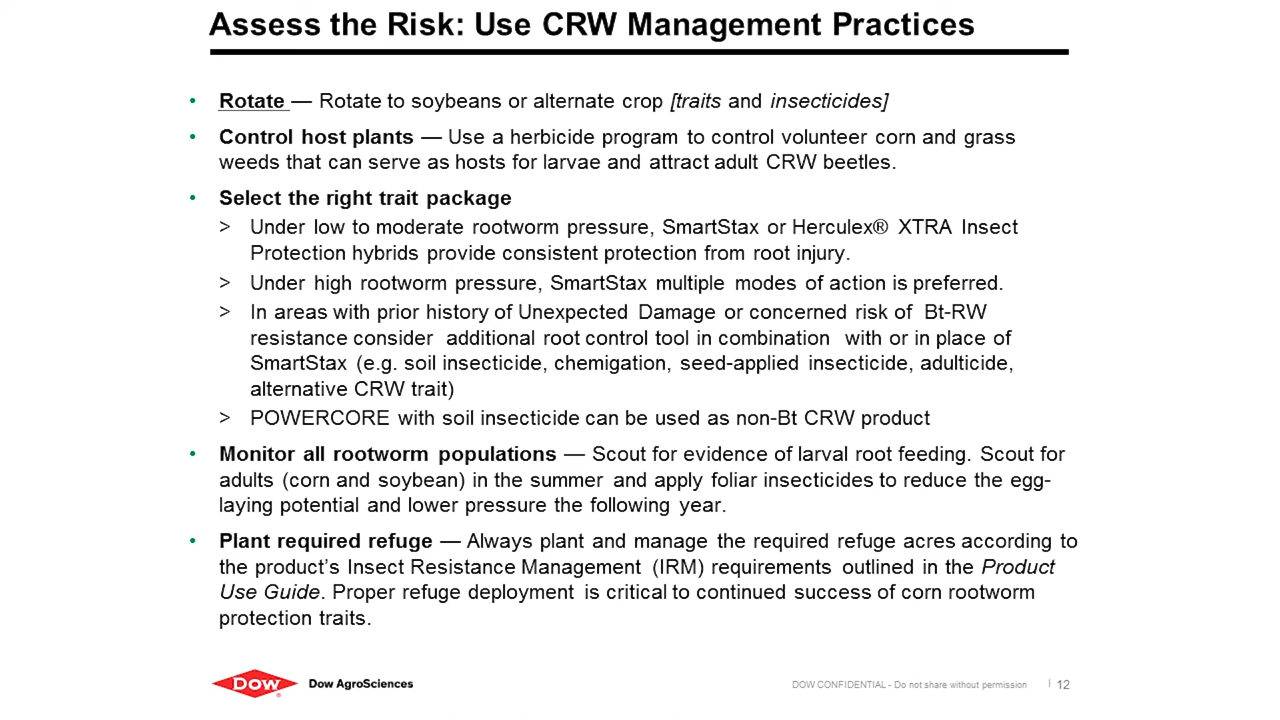 Assess the Risk: Use CRW Management Practices
• Rotate — Rotate to soybeans or alternate crop [traits and insecticides]
• Control host plants — Use a herbicide program to control volunteer corn and grass
weeds that can serve as hosts for larvae and attract adult CRW beetles.
• Select the right trait package
> Under low to moderate rootworm pressure, SmartStax or Herculex® XTRA Insect
Protection hybrids provide consistent protection from root injury.
> Under high rootworm pressure, SmartStax multiple modes of action is preferred.
> In areas with prior history of Unexpected Damage or concerned risk of Bt-RW
resistance consider additional root control tool in combination with or in place of
SmartStax (e.g. soil insecticide, chemigation, seed-applied insecticide, adulticide,
alternative CRW trait)
> POWERCORE with soil insecticide can be used as non-Bt CRW product
• Monitor all rootworm populations — Scout for evidence of larval root feeding. Scout for
adults (corn and soybean) in the summer and apply foliar insecticides to reduce the egg-
laying potential and lower pressure the following year.
• Plant required refuge — Always plant and manage the required refuge acres according to
the product’s Insect Resistance Management (IRM) requirements outlined in the Product
Use Guide. Proper refuge deployment is critical to continued success of corn rootworm
protection traits.
DOW® Dow AgroSciences
DOW CONFIDENTIAL - Do not share without permission | 12